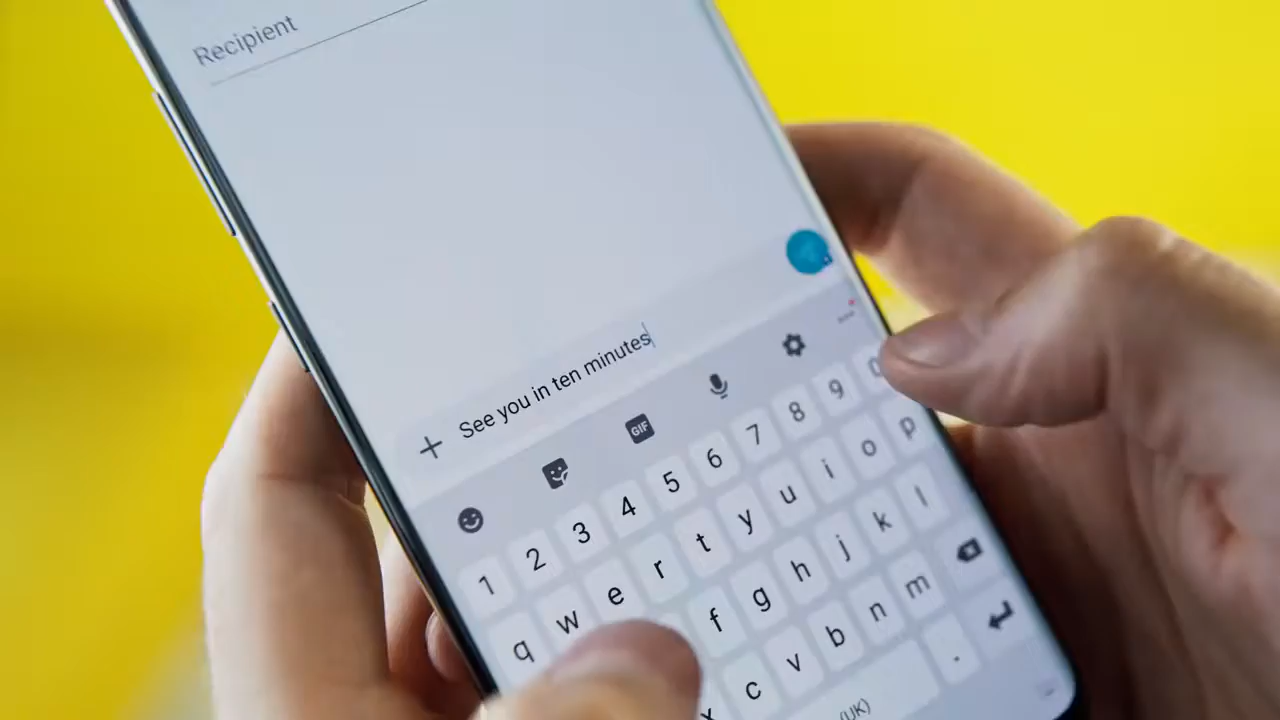 Recipient
See you in ten minutes
GIF
1 2 3 4 5 6 7 8 9 0
q w e r t y u i o p
f g h j k l
x c v b n m
(UK) .